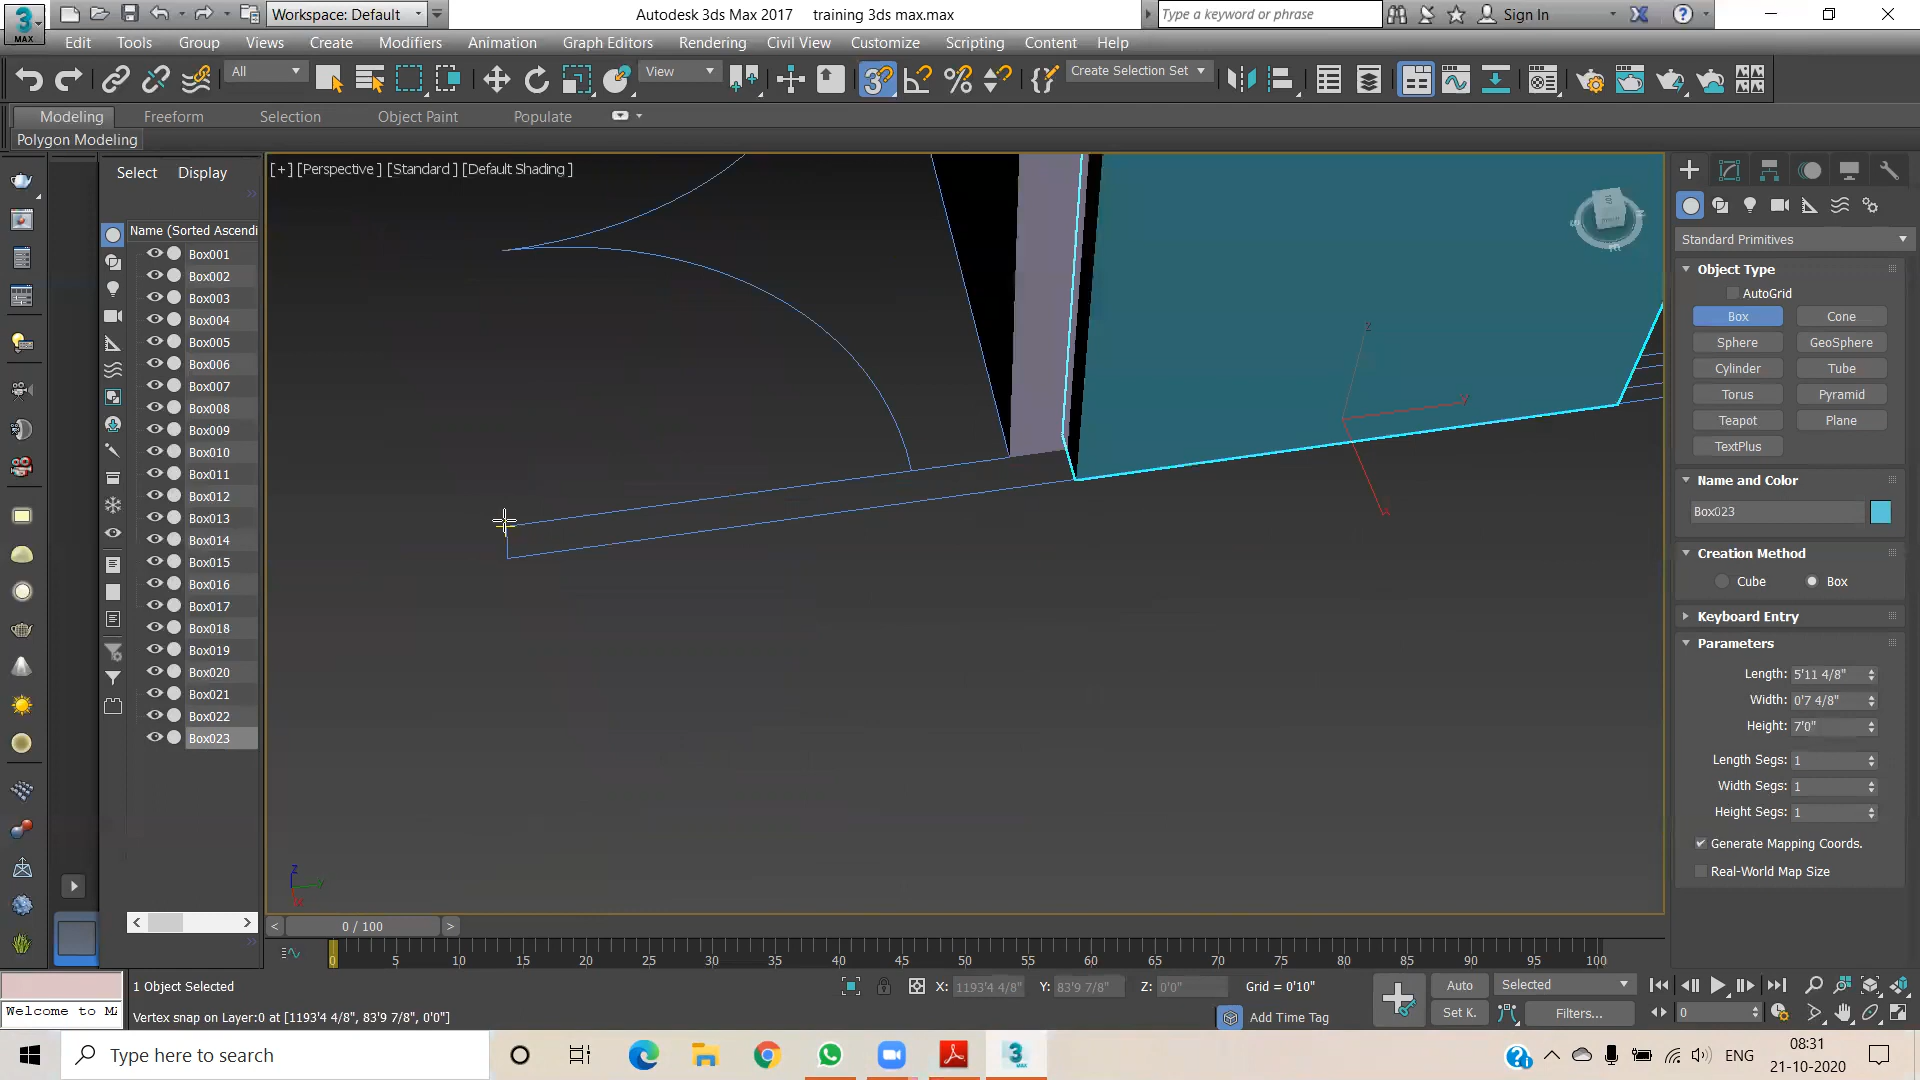 Workspace: Default
Autodesk 3ds Max 2017    training 3ds max.max
Type a keyword or phrase
Sign In
3
MAX
Edit Tools Group Views Create Modifiers Animation Graph Editors Rendering Civil View Customize Scripting Content Help
All
View
Create Selection Set
Modeling Freeform Selection Object Paint Populate
Polygon Modeling
Select Display
[+] [Perspective ] [Standard ] [Default Shading ]
Name (Sorted Ascendi
Box001
Box002
Box003
Box004
Box005
Box006
Box007
Box008
Box009
Box010
Box011
Box012
Box013
Box014
Box015
Box016
Box017
Box018
Box019
Box020
Box021
Box022
Box023
Standard Primitives
Object Type
AutoGrid
Box Cone
Sphere GeoSphere
Cylinder Tube
Torus Pyramid
Teapot Plane
TextPlus
Name and Color
Box023
Creation Method
Cube Box
Keyboard Entry
Parameters
Length: 5'11 4/8"
Width: 0'7 4/8"
Height: 7'0"
Length Segs: 1
Width Segs: 1
Height Segs: 1
Generate Mapping Coords.
Real-World Map Size
< 0 / 100 >
0 5 10 15 20 25 30 35 40 45 50 55 60 65 70 75 80 85 90 95 100
1 Object Selected
X: 1193'4 4/8" Y: 83'9 7/8" Z: 0'0" Grid = 0'10"
Auto Selected
Welcome to MA
Vertex snap on Layer:0 at [1193'4 4/8", 83'9 7/8", 0'0"]
Add Time Tag
Set K. Filters... 0
Type here to search
ENG
08:31
21-10-2020